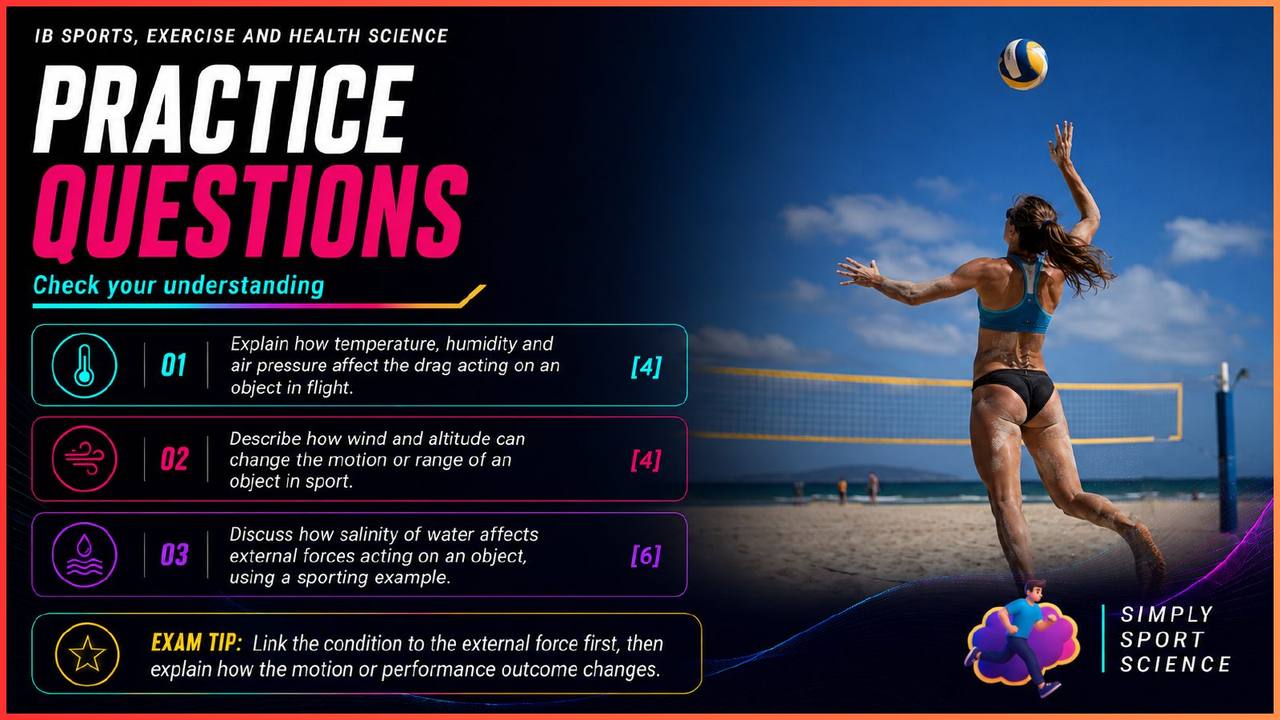 IB SPORTS, EXERCISE AND HEALTH SCIENCE
PRACTICE
QUESTIONS
Check your understanding
01
Explain how temperature, humidity and
air pressure affect the drag acting on an
object in flight.
[4]
02
Describe how wind and altitude can
change the motion or range of an
object in sport.
[4]
03
Discuss how salinity of water affects
external forces acting on an object,
using a sporting example.
[6]
EXAM TIP: Link the condition to the external force first, then
explain how the motion or performance outcome changes.
SIMPLY
SPORT
SCIENCE